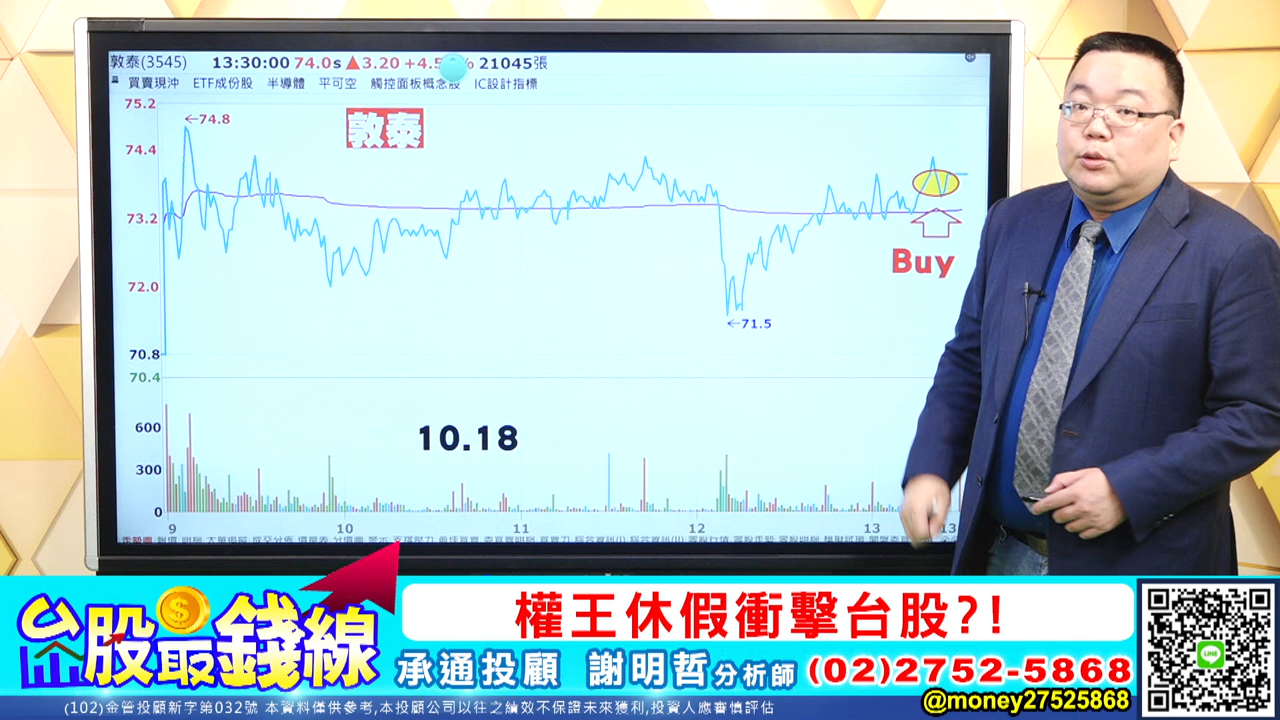 敦泰(3545) 13:30:00 74.0s ▲3.20 +4.5 % 21045張
買賣現沖 ETF成份股 半導體 平可空 觸控面板概念股 IC設計指標
75.2
←74.8
敦泰
74.4
73.2
Buy
72.0
←71.5
70.8
70.4
600
10.18
300
0
9 10 11 12 13 13
台股最錢線
權王休假衝擊台股?!
承通投顧 謝明哲分析師 (02)2752-5868
LINE
@money27525868
(102)金管投顧新字第032號 本資料僅供參考,本投顧公司以往之績效不保證未來獲利,投資人應審慎評估